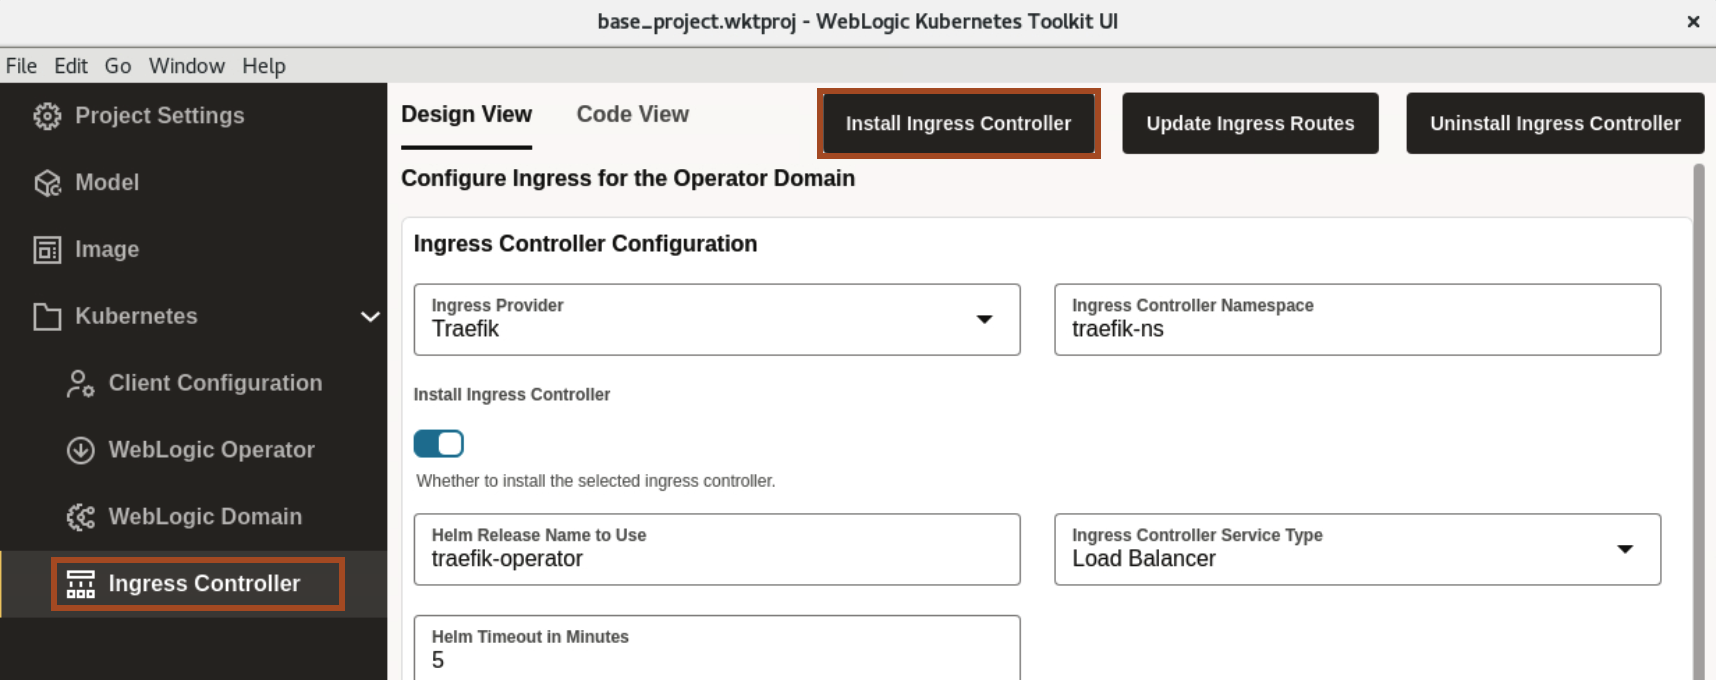 base_project.wktproj - WebLogic Kubernetes Toolkit UI ×
File Edit Go Window Help
Project Settings
Model
Image
Kubernetes
Client Configuration
WebLogic Operator
WebLogic Domain
Ingress Controller
Design View Code View Install Ingress Controller Update Ingress Routes Uninstall Ingress Controller
Configure Ingress for the Operator Domain
Ingress Controller Configuration
Ingress Provider
Traefik
Ingress Controller Namespace
traefik-ns
Install Ingress Controller
Whether to install the selected ingress controller.
Helm Release Name to Use
traefik-operator
Ingress Controller Service Type
Load Balancer
Helm Timeout in Minutes
5